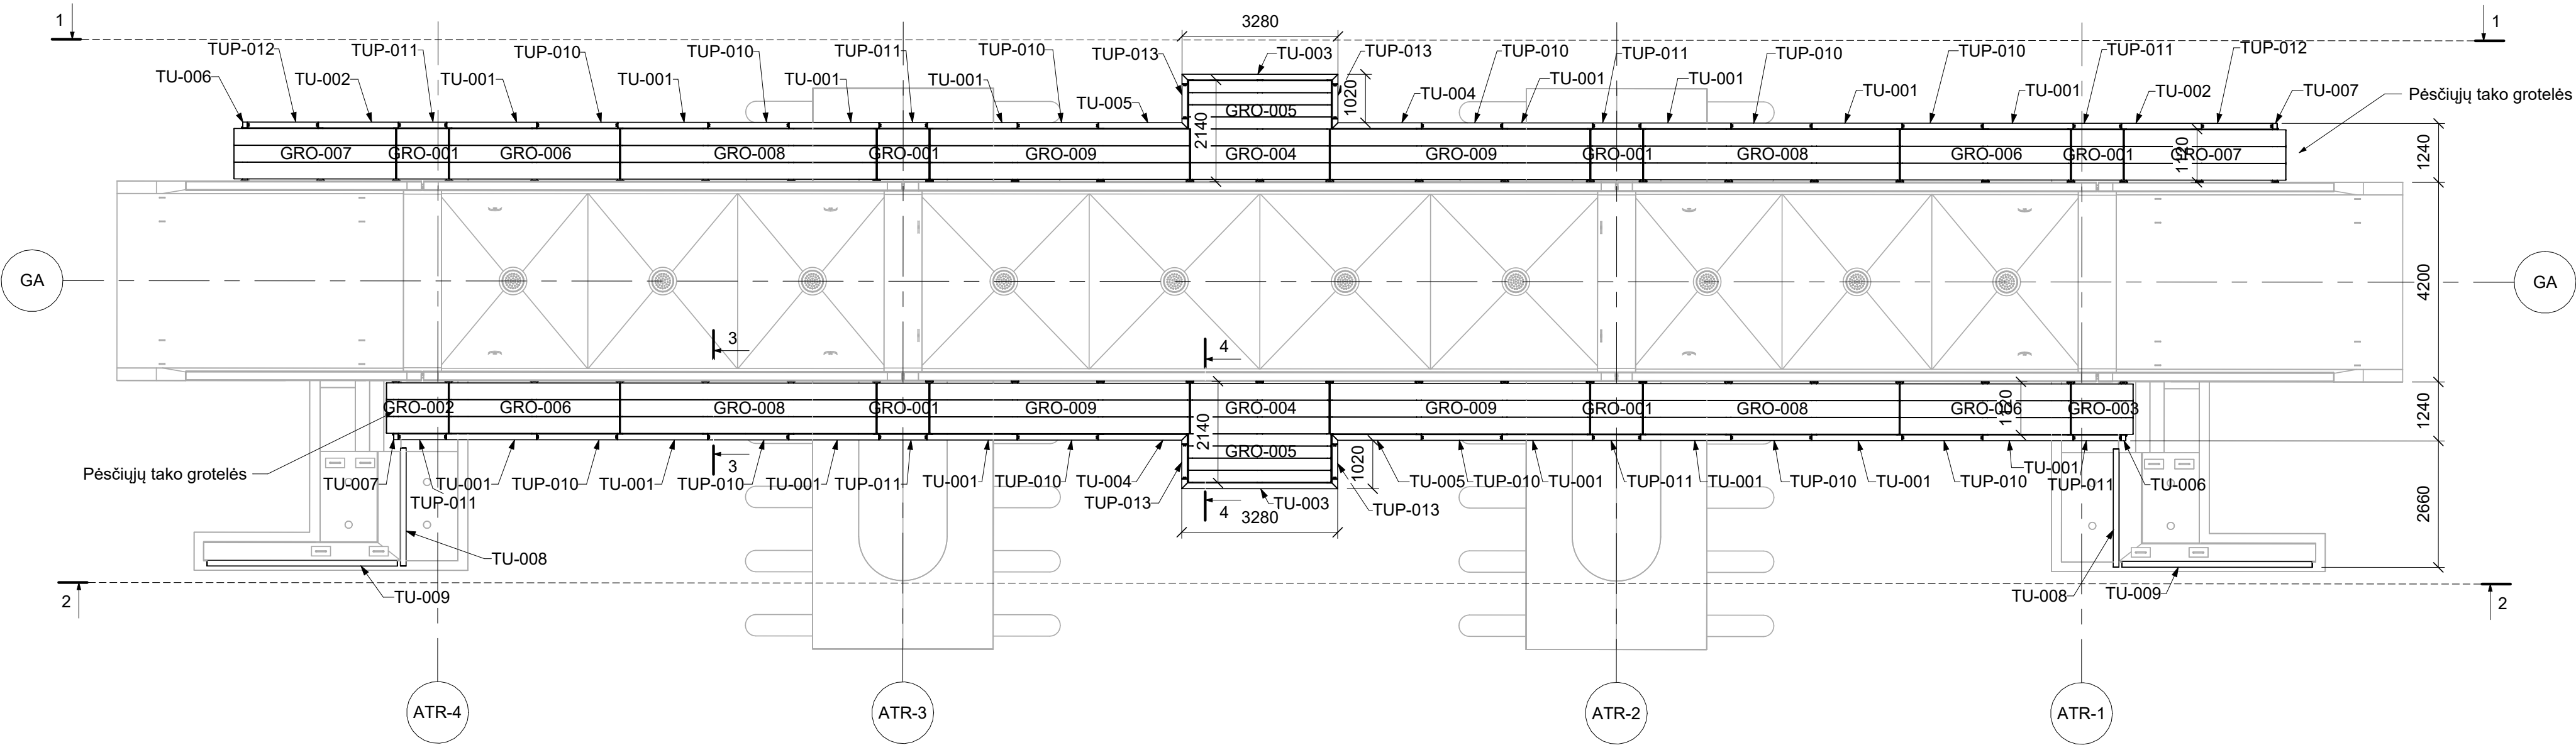 1
3280
1
TUP-012
TUP-011
TUP-010
TUP-010
TUP-011
TUP-010
TUP-013
TU-003
TUP-013
TUP-010
TUP-011
TUP-010
TUP-010
TUP-011
TUP-012
TU-006
TU-002
TU-001
TU-001
TU-001
TU-001
TU-005
1020
TU-004
TU-001
TU-001
TU-001
TU-001
TU-002
TU-007
Pėsčiųjų tako grotelės
GRO-005
2140
GRO-007
GRO-001
GRO-006
GRO-008
GRO-001
GRO-009
GRO-004
GRO-009
GRO-001
GRO-008
GRO-006
GRO-001
GRO-007
1120
1240
GA
4200
GA
3
4
GRO-002
GRO-006
GRO-008
GRO-001
GRO-009
GRO-004
GRO-009
GRO-001
GRO-008
GRO-006
GRO-003
1120
1240
2140
GRO-005
1020
Pėsčiųjų tako grotelės
3
TU-007
TUP-011
TU-001
TUP-010
TU-001
TUP-010
TU-001
TUP-011
TU-001
TUP-010
TU-004
TUP-013
4
3280
TU-003
TUP-013
TU-005
TUP-010
TU-001
TUP-011
TU-001
TUP-010
TU-001
TUP-010
TU-001
TUP-011
TU-006
2660
TU-008
TU-009
TU-008
TU-009
2
2
ATR-4
ATR-3
ATR-2
ATR-1